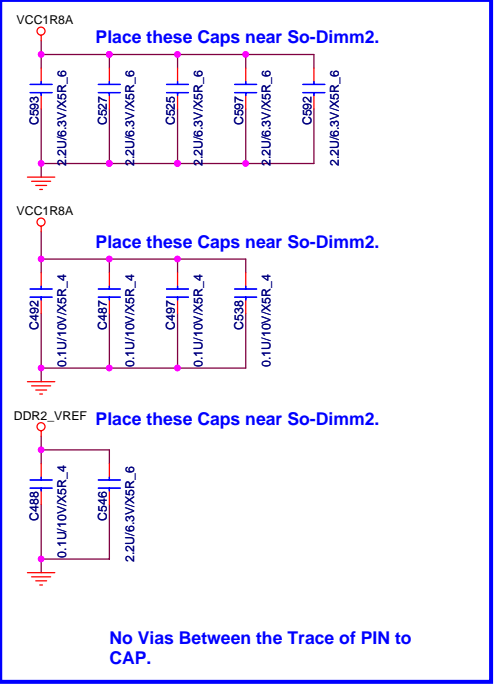 VCC1R8A
Place these Caps near So-Dimm2.
C593
2.2U/6.3V/X5R_6
C527
2.2U/6.3V/X5R_6
C525
2.2U/6.3V/X5R_6
C597
2.2U/6.3V/X5R_6
C592
2.2U/6.3V/X5R_6
VCC1R8A
Place these Caps near So-Dimm2.
C492
0.1U/10V/X5R_4
C487
0.1U/10V/X5R_4
C497
0.1U/10V/X5R_4
C538
0.1U/10V/X5R_4
DDR2_VREF
Place these Caps near So-Dimm2.
C488
0.1U/10V/X5R_4
C546
2.2U/6.3V/X5R_6
No Vias Between the Trace of PIN to
CAP.